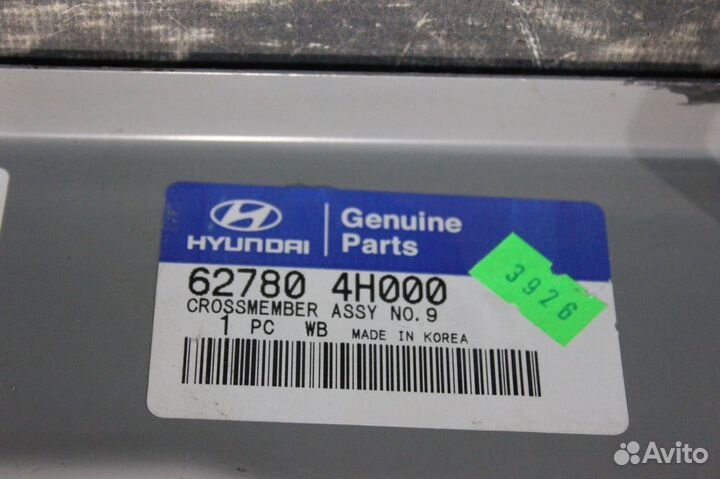 HYUNDAI
Genuine
Parts
62780 4H000
CROSSMEMBER ASSY NO.9
1 PC WB MADE IN KOREA
3926
Avito